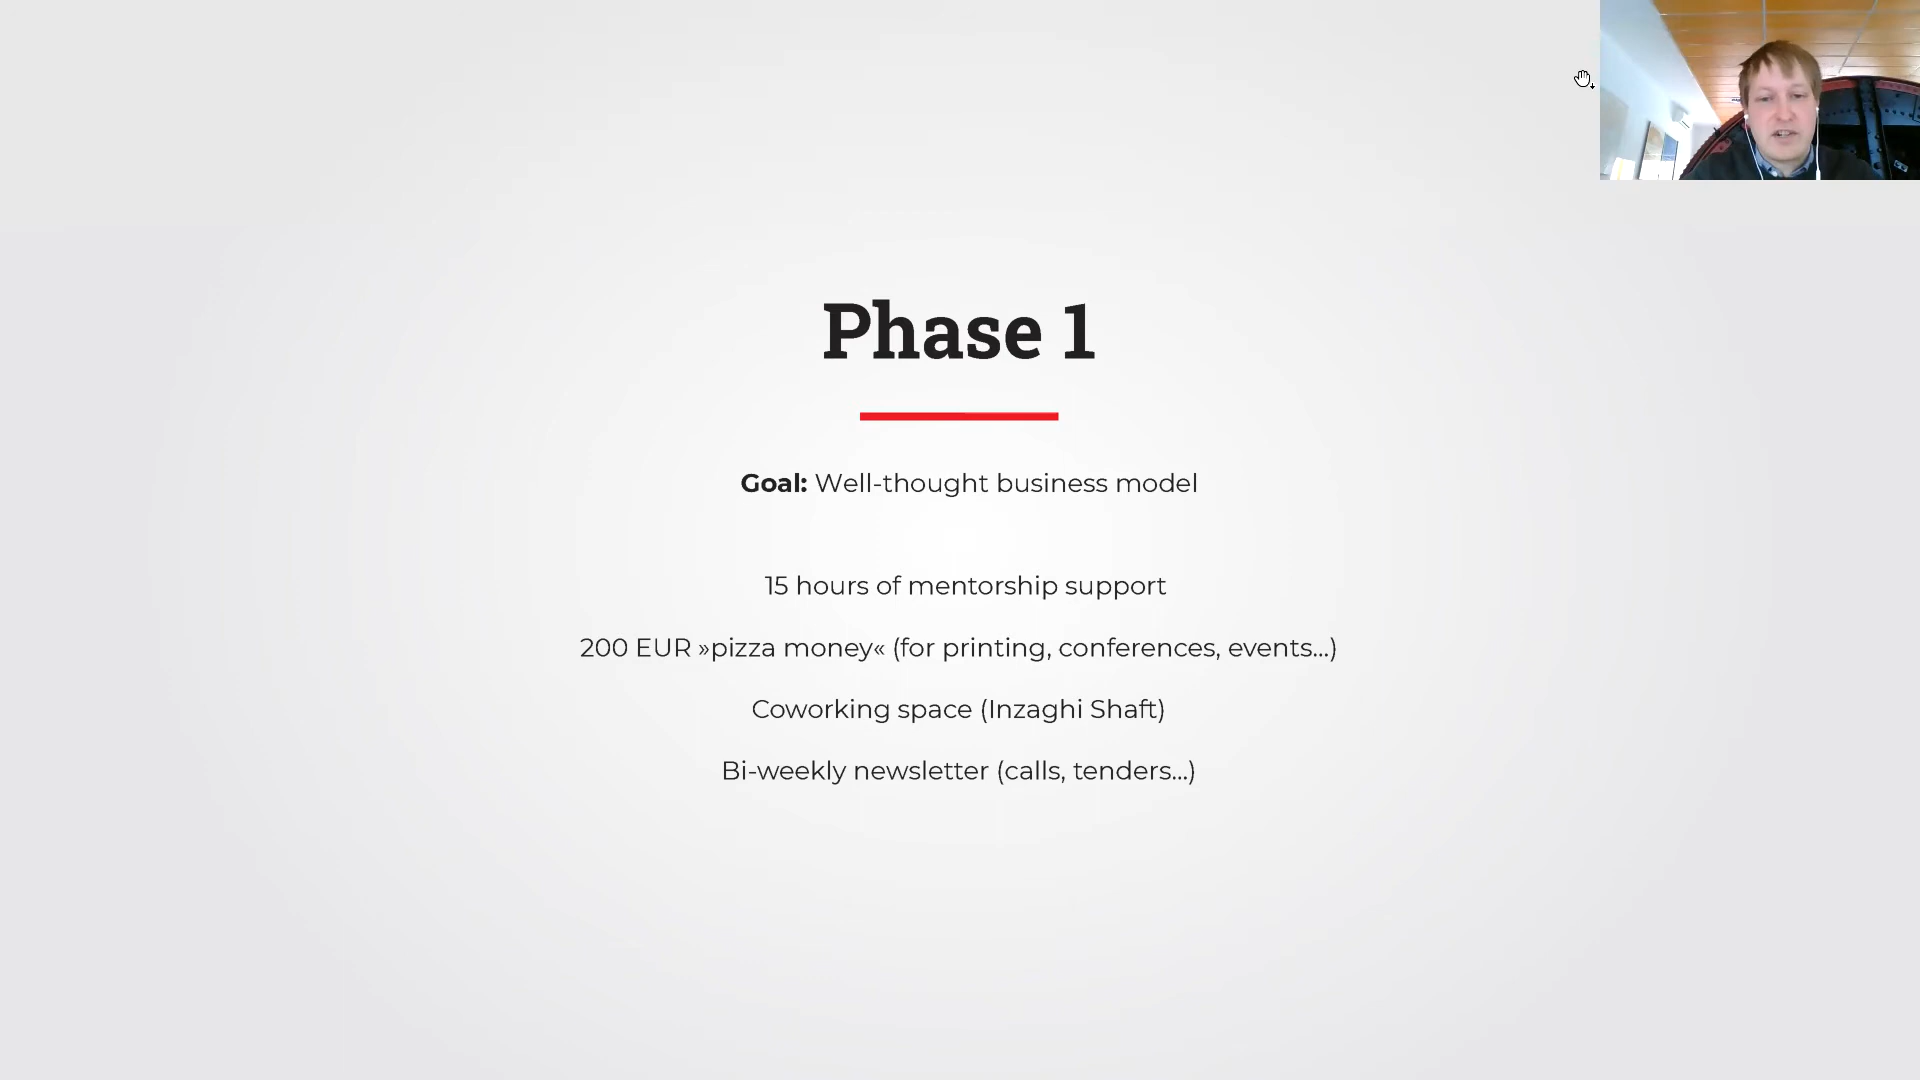 Phase 1
Goal: Well-thought business model
15 hours of mentorship support
200 EUR »pizza money« (for printing, conferences, events...)
Coworking space (Inzaghi Shaft)
Bi-weekly newsletter (calls, tenders...)